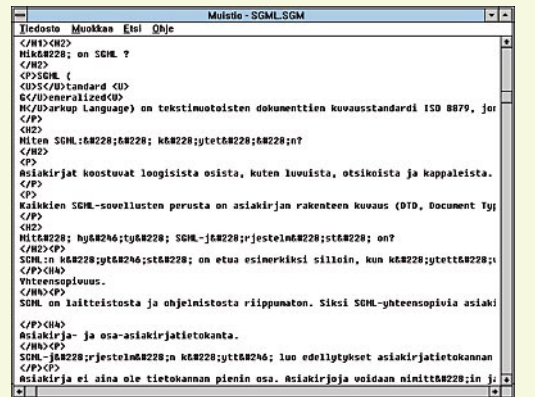 Muistio - SGML.SGM
Tiedosto Muokkaa Etsi Ohje
</H1><H2>
Mik&#228; on SGML ?
</H2>
<P>SGML (
<U>S</U>tandard <U>
G</U>eneralized<U>
M</U>arkup Language) on tekstimuotoisten dokumenttien kuvausstandardi ISO 8879, jor
</P>
<H2>
Miten SGML:&#228;&#228; k&#228;ytet&#228;&#228;n?
</H2>
<P>
Asiakirjat koostuvat loogisista osista, kuten luvuista, otsikoista ja kappaleista.
</P>
<P>
Kaikkien SGML-sovellusten perusta on asiakirjan rakenteen kuvaus (DTD, Document Typ
</P>
<H2>
Mit&#228; hy&#246;ty&#228; SGML-j&#228;rjestelm&#228;st&#228; on?
</H2><P>
SGML:n k&#228;yt&#246;st&#228; on etua esimerkiksi silloin, kun k&#228;ytett&#228;v
</P><H4>
Yhteensopivuus.
</H4><P>
SGML on laitteistosta ja ohjelmistosta riippumaton. Siksi SGML-yhteensopivia asiaki
</P><H4>
Asiakirja- ja osa-asiakirjatietokanta.
</H4><P>
SGML-j&#228;rjestelm&#228;n k&#228;ytt&#246; luo edellytykset asiakirjatietokannan
</P><P>
Asiakirja ei aina ole tietokannan pienin osa. Asiakirjoja voidaan nimitt&#228;in ja